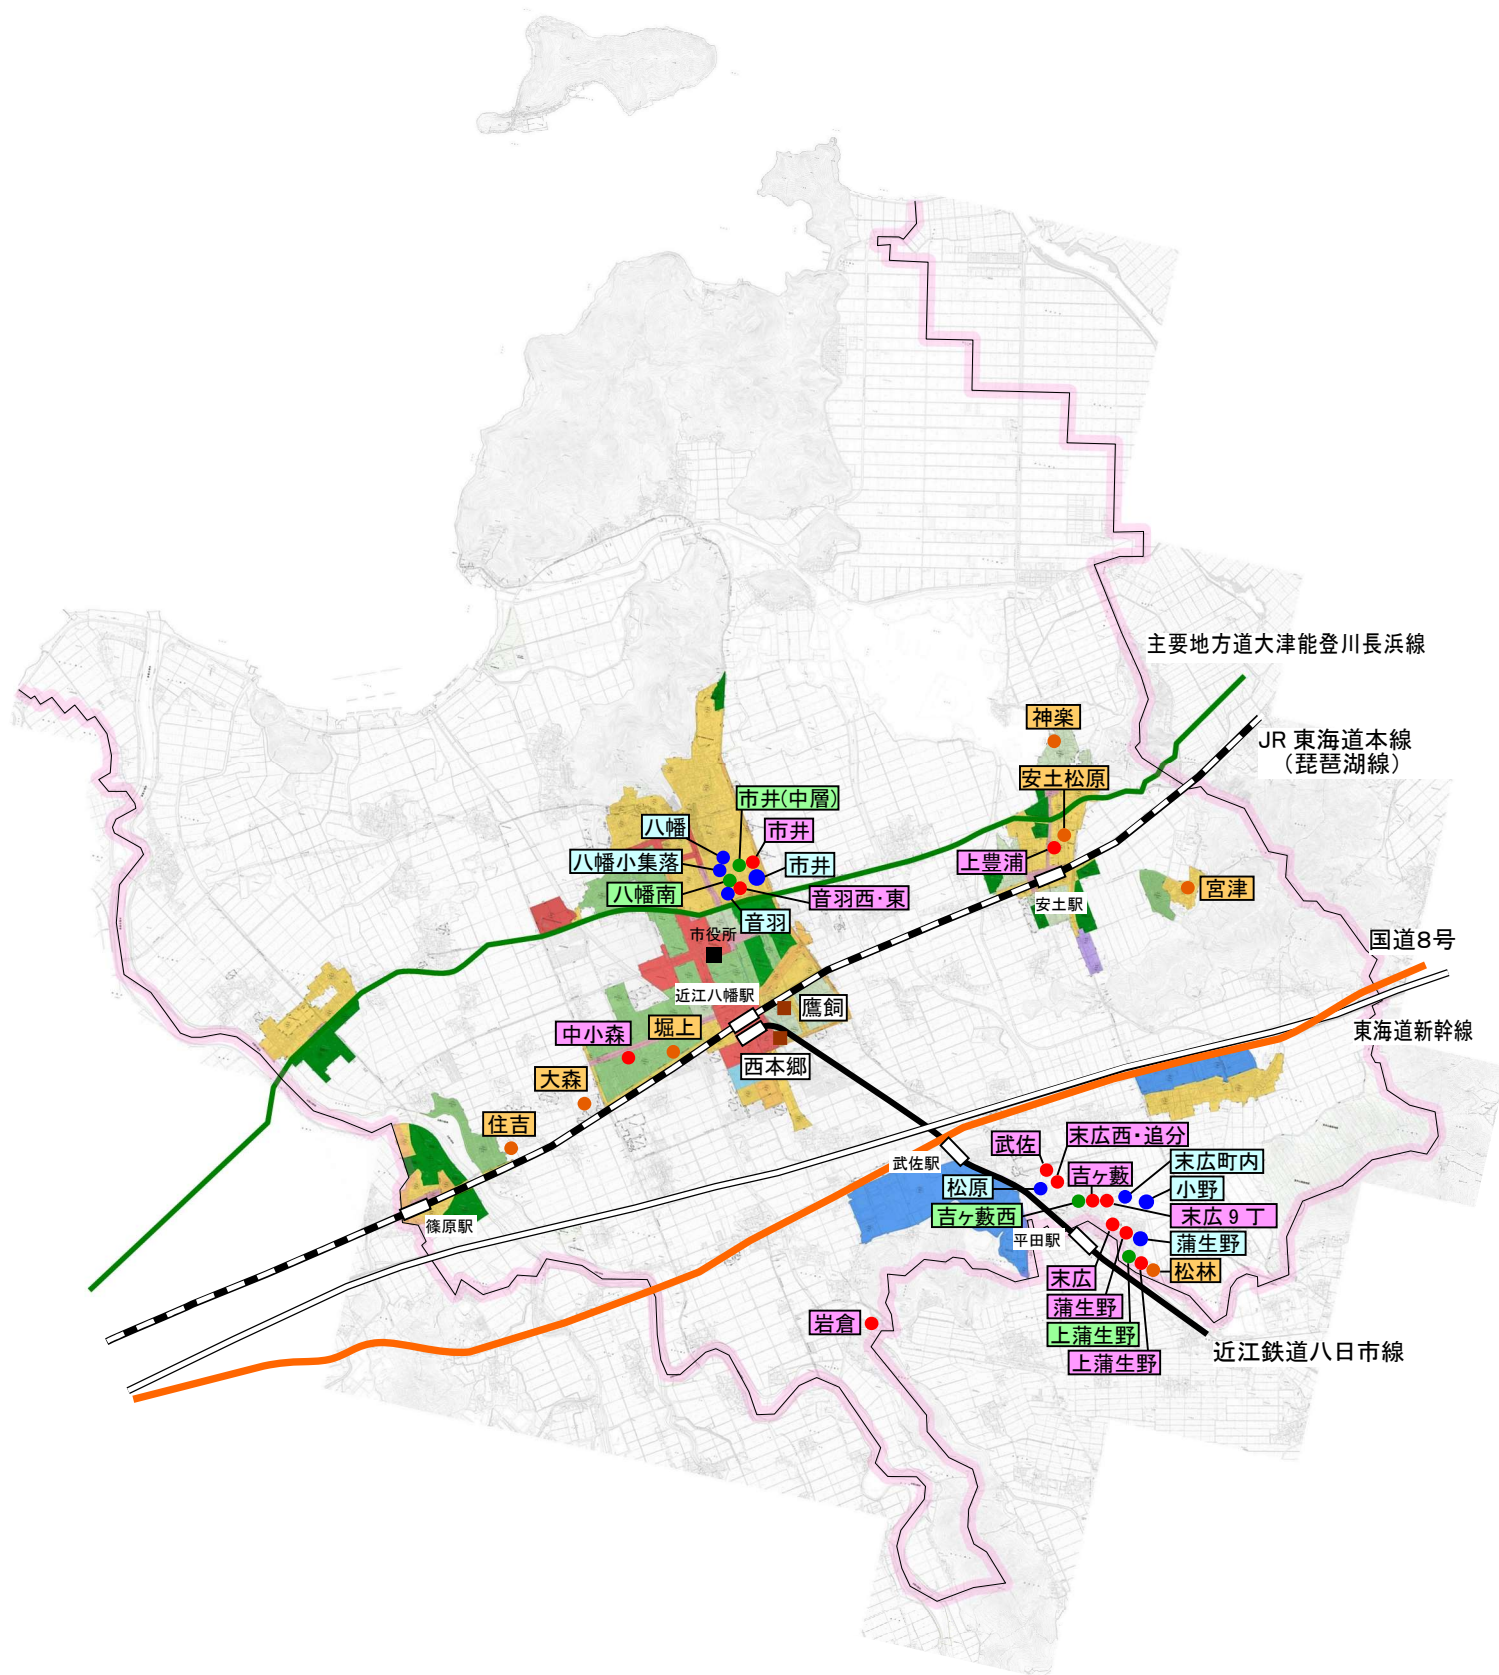 主要地方道大津能登川長浜線
神楽
JR 東海道本線
（琵琶湖線）
安土松原
市井(中層)
八幡
市井
八幡小集落
市井
上豊浦
八幡南
音羽西・東
宮津
安土駅
音羽
市役所
国道8号
近江八幡駅
鷹飼
東海道新幹線
中小森
堀上
西本郷
大森
住吉
武佐
末広西・追分
武佐駅
吉ヶ藪
末広町内
松原
小野
吉ヶ藪西
末広９丁
篠原駅
平田駅
蒲生野
末広
松林
蒲生野
岩倉
上蒲生野
上蒲生野
近江鉄道八日市線